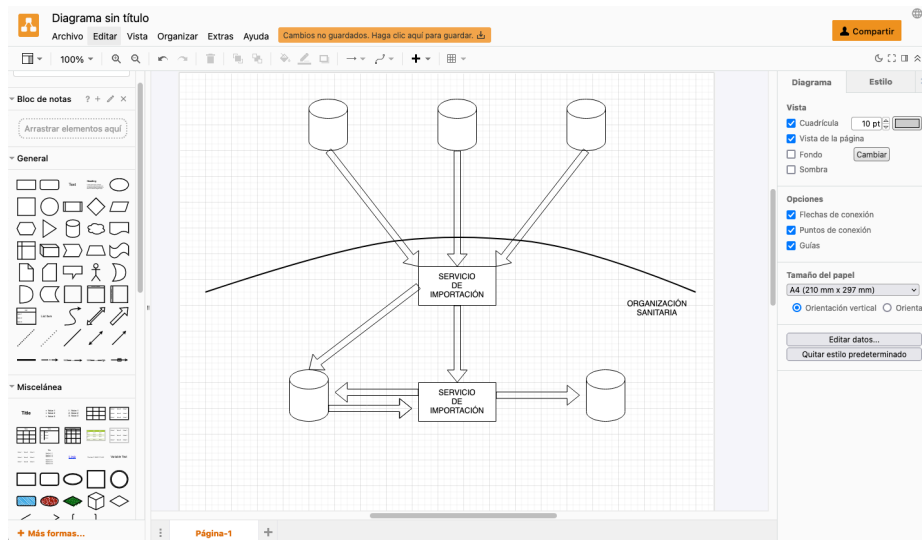 Diagrama sin título
Archivo Editar Vista Organizar Extras Ayuda
Cambios no guardados. Haga clic aquí para guardar.
Compartir
100%
Bloc de notas
Arrastrar elementos aquí
General
Text
Heading
List Item
Miscelánea
Title
+ Más formas...
SERVICIO
DE
IMPORTACIÓN
ORGANIZACIÓN
SANITARIA
SERVICIO
DE
IMPORTACIÓN
Página-1
Diagrama Estilo
Vista
Cuadrícula 10 pt
Vista de la página
Fondo Cambiar
Sombra
Opciones
Flechas de conexión
Puntos de conexión
Guías
Tamaño del papel
A4 (210 mm x 297 mm)
Orientación vertical Orienta
Editar datos...
Quitar estilo predeterminado